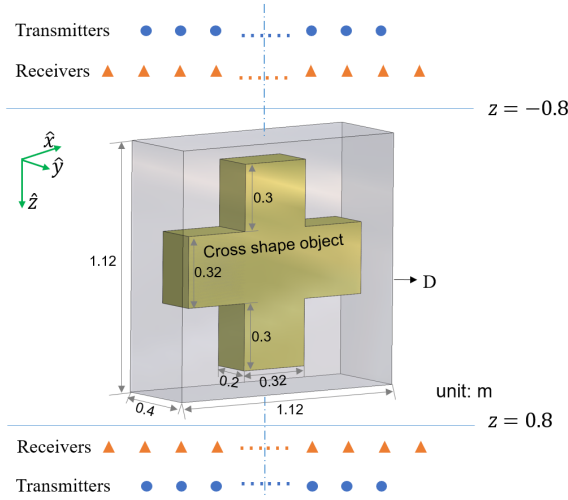 Transmitters
Receivers
z = −0.8
x̂
ŷ
ẑ
0.3
Cross shape object
1.12
0.32
D
0.3
0.2
0.32
0.4
1.12
unit: m
z = 0.8
Receivers
Transmitters